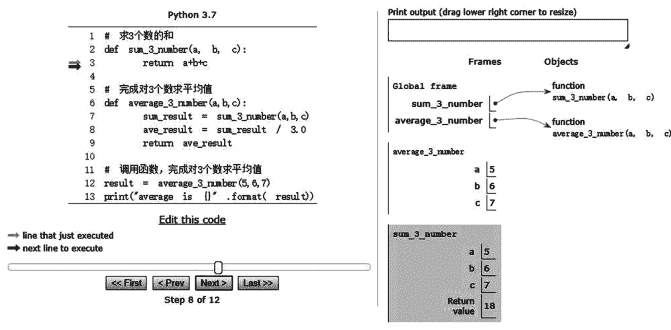 Python 3.7
1 # 求3个数的和
2 def sum_3_number(a, b, c):
3 return a+b+c
4
5 # 完成对3个数求平均值
6 def average_3_number(a,b,c):
7 sum_result = sum_3_number(a,b,c)
8 ave_result = sum_result / 3.0
9 return ave_result
10
11 # 调用函数，完成对3个数求平均值
12 result = average_3_number(5,6,7)
13 print("average is {}" .format( result))
Edit this code
line that just executed
next line to execute
<< First < Prev Next > Last >>
Step 8 of 12
Print output (drag lower right corner to resize)
Frames Objects
Global frame
sum_3_number
average_3_number
function
sum_3_number(a, b, c)
function
average_3_number(a, b, c)
average_3_number
a 5
b 6
c 7
sum_3_number
a 5
b 6
c 7
Return
value 18